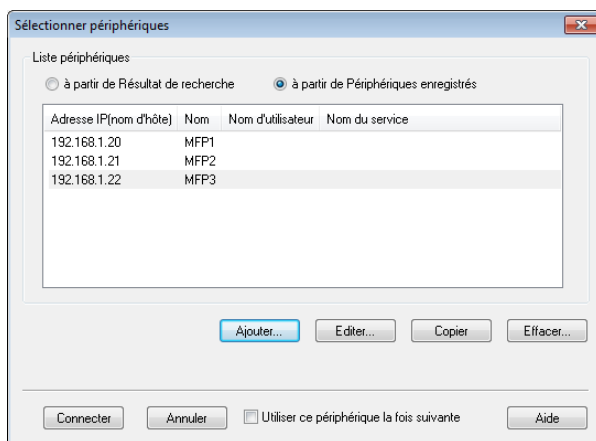 Sélectionner périphériques
Liste périphériques
à partir de Résultat de recherche
à partir de Périphériques enregistrés
Adresse IP(nom d'hôte) Nom Nom d'utilisateur Nom du service
192.168.1.20 MFP1
192.168.1.21 MFP2
192.168.1.22 MFP3
Ajouter... Editer... Copier Effacer...
Connecter Annuler Utiliser ce périphérique la fois suivante Aide